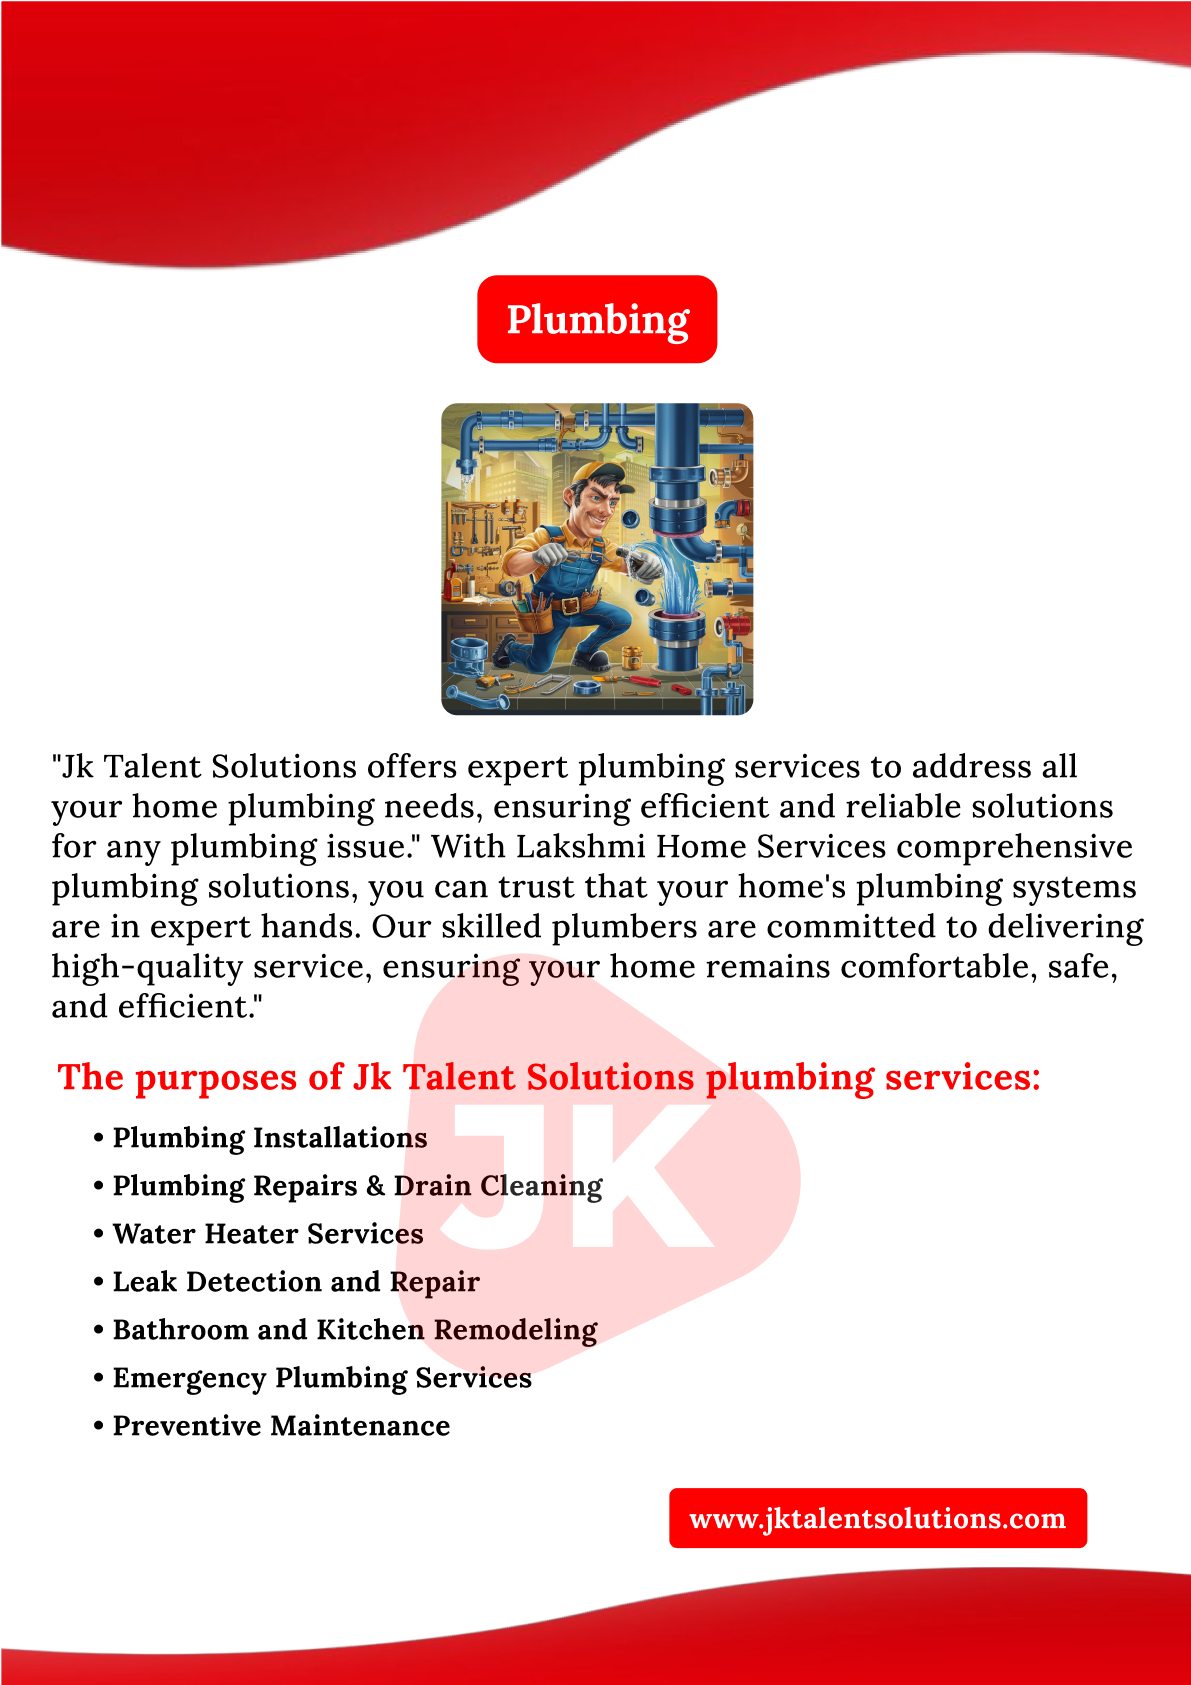 Plumbing
"Jk Talent Solutions offers expert plumbing services to address all
your home plumbing needs, ensuring efficient and reliable solutions
for any plumbing issue." With Lakshmi Home Services comprehensive
plumbing solutions, you can trust that your home's plumbing systems
are in expert hands. Our skilled plumbers are committed to delivering
high-quality service, ensuring your home remains comfortable, safe,
and efficient."
The purposes of Jk Talent Solutions plumbing services:
• Plumbing Installations
• Plumbing Repairs & Drain Cleaning
• Water Heater Services
• Leak Detection and Repair
• Bathroom and Kitchen Remodeling
• Emergency Plumbing Services
• Preventive Maintenance
JK
www.jktalentsolutions.com